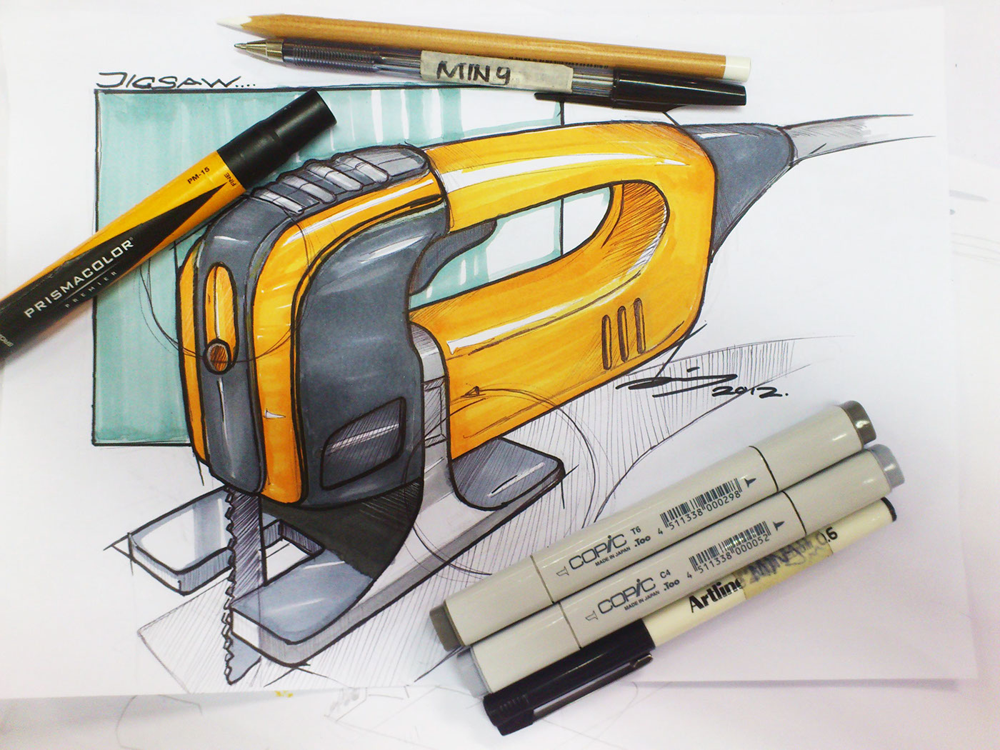 JIGSAW....
MING
PM-15
FINE
PRISMACOLOR®
PREMIER
2012.
COPIC T6
MADE IN JAPAN .Too
4 511338 000298
COPIC C4
MADE IN JAPAN .Too
4 511338 000052
Artline
0.6